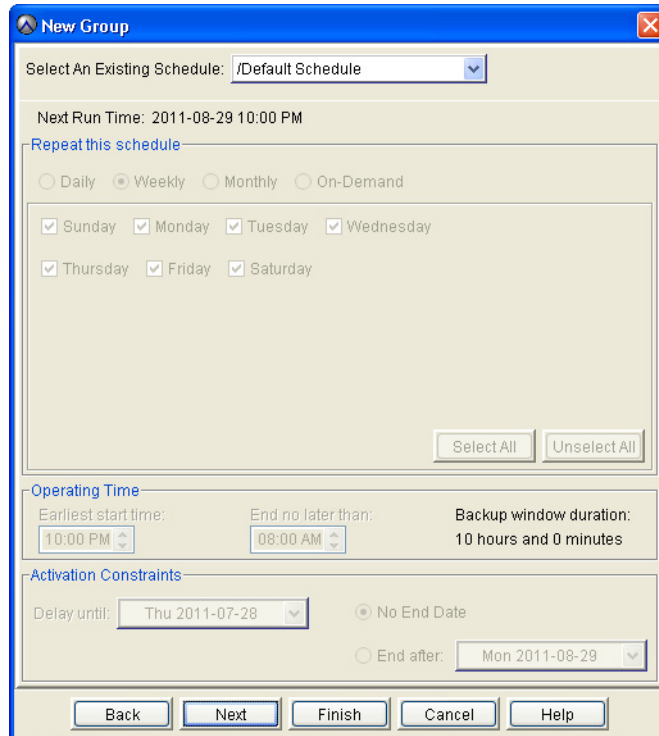 New Group
Select An Existing Schedule: /Default Schedule
Next Run Time: 2011-08-29 10:00 PM
Repeat this schedule
Daily Weekly Monthly On-Demand
Sunday Monday Tuesday Wednesday
Thursday Friday Saturday
Select All Unselect All
Operating Time
Earliest start time: End no later than: Backup window duration:
10:00 PM 08:00 AM 10 hours and 0 minutes
Activation Constraints
Delay until: Thu 2011-07-28 No End Date
End after: Mon 2011-08-29
Back Next Finish Cancel Help